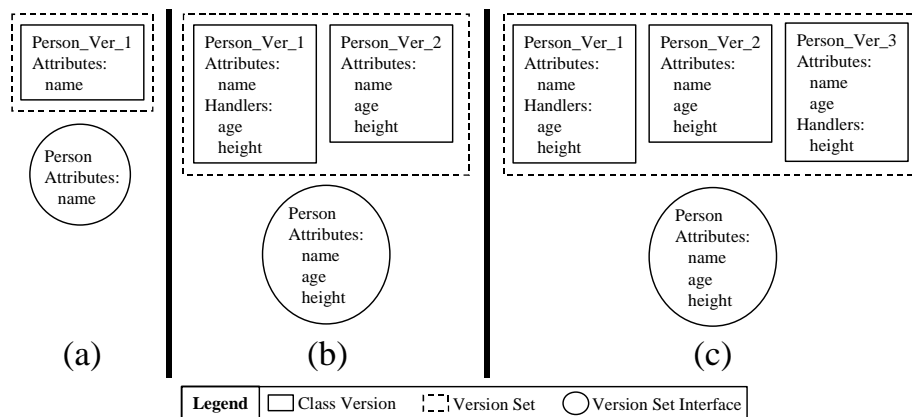 Person_Ver_1
Attributes:
name
Person
Attributes:
name
(a)
Person_Ver_1
Attributes:
name
Handlers:
age
height
Person_Ver_2
Attributes:
name
age
height
Person
Attributes:
name
age
height
(b)
Person_Ver_1
Attributes:
name
Handlers:
age
height
Person_Ver_2
Attributes:
name
age
height
Person_Ver_3
Attributes:
name
age
Handlers:
height
Person
Attributes:
name
age
height
(c)
Legend Class Version Version Set Version Set Interface